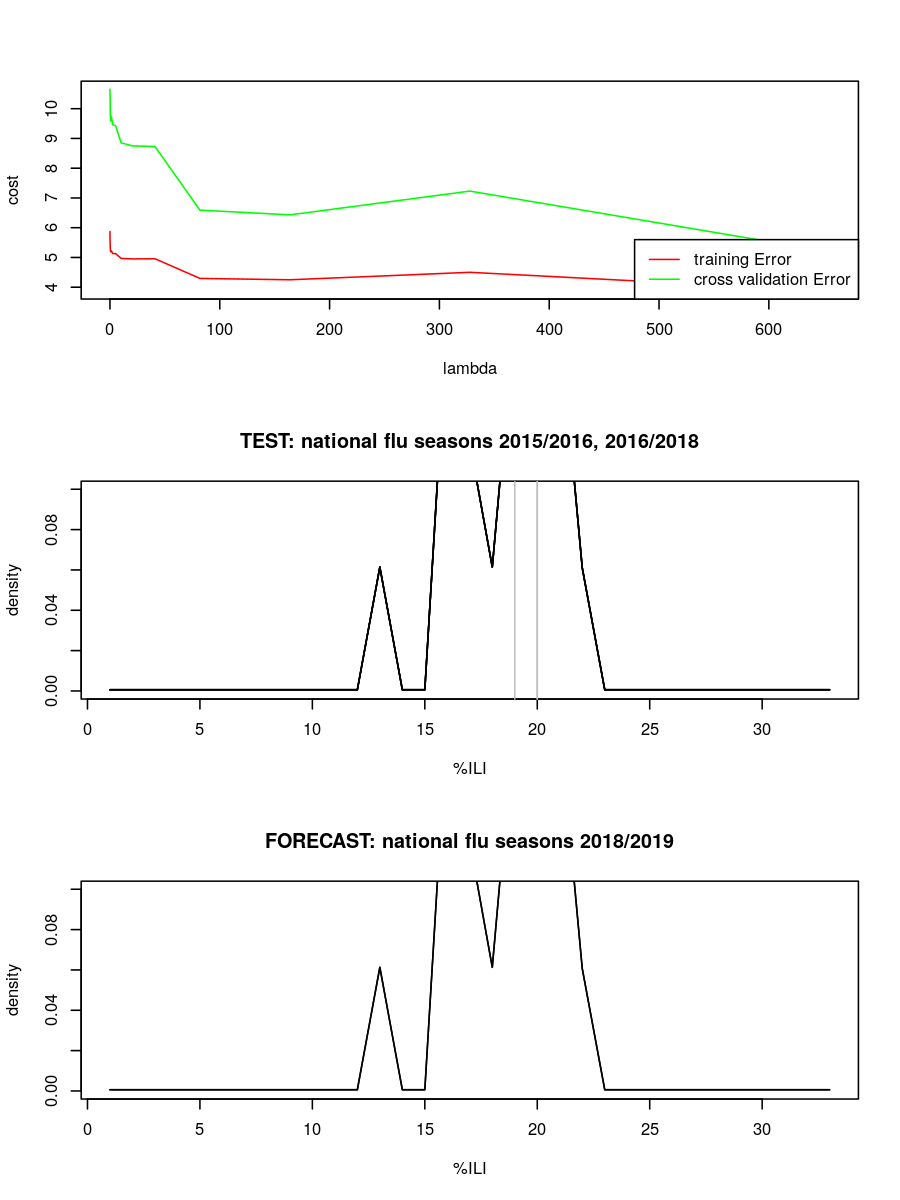 10
9
8
7
6
5
4
cost
training Error
cross validation Error
0 100 200 300 400 500 600
lambda
TEST: national flu seasons 2015/2016, 2016/2018
0.08
0.04
0.00
density
0 5 10 15 20 25 30
%ILI
FORECAST: national flu seasons 2018/2019
0.08
0.04
0.00
density
0 5 10 15 20 25 30
%ILI